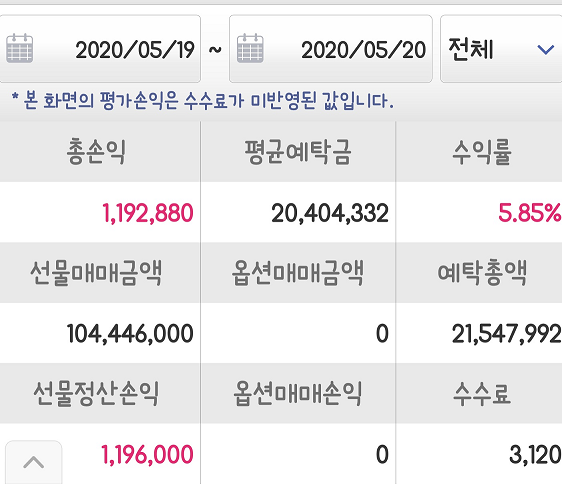 2020/05/19 ~ 2020/05/20 전체
* 본 화면의 평가손익은 수수료가 미반영된 값입니다.
총손익 평균예탁금 수익률
1,192,880 20,404,332 5.85%
선물매매금액 옵션매매금액 예탁총액
104,446,000 0 21,547,992
선물정산손익 옵션매매손익 수수료
1,196,000 0 3,120